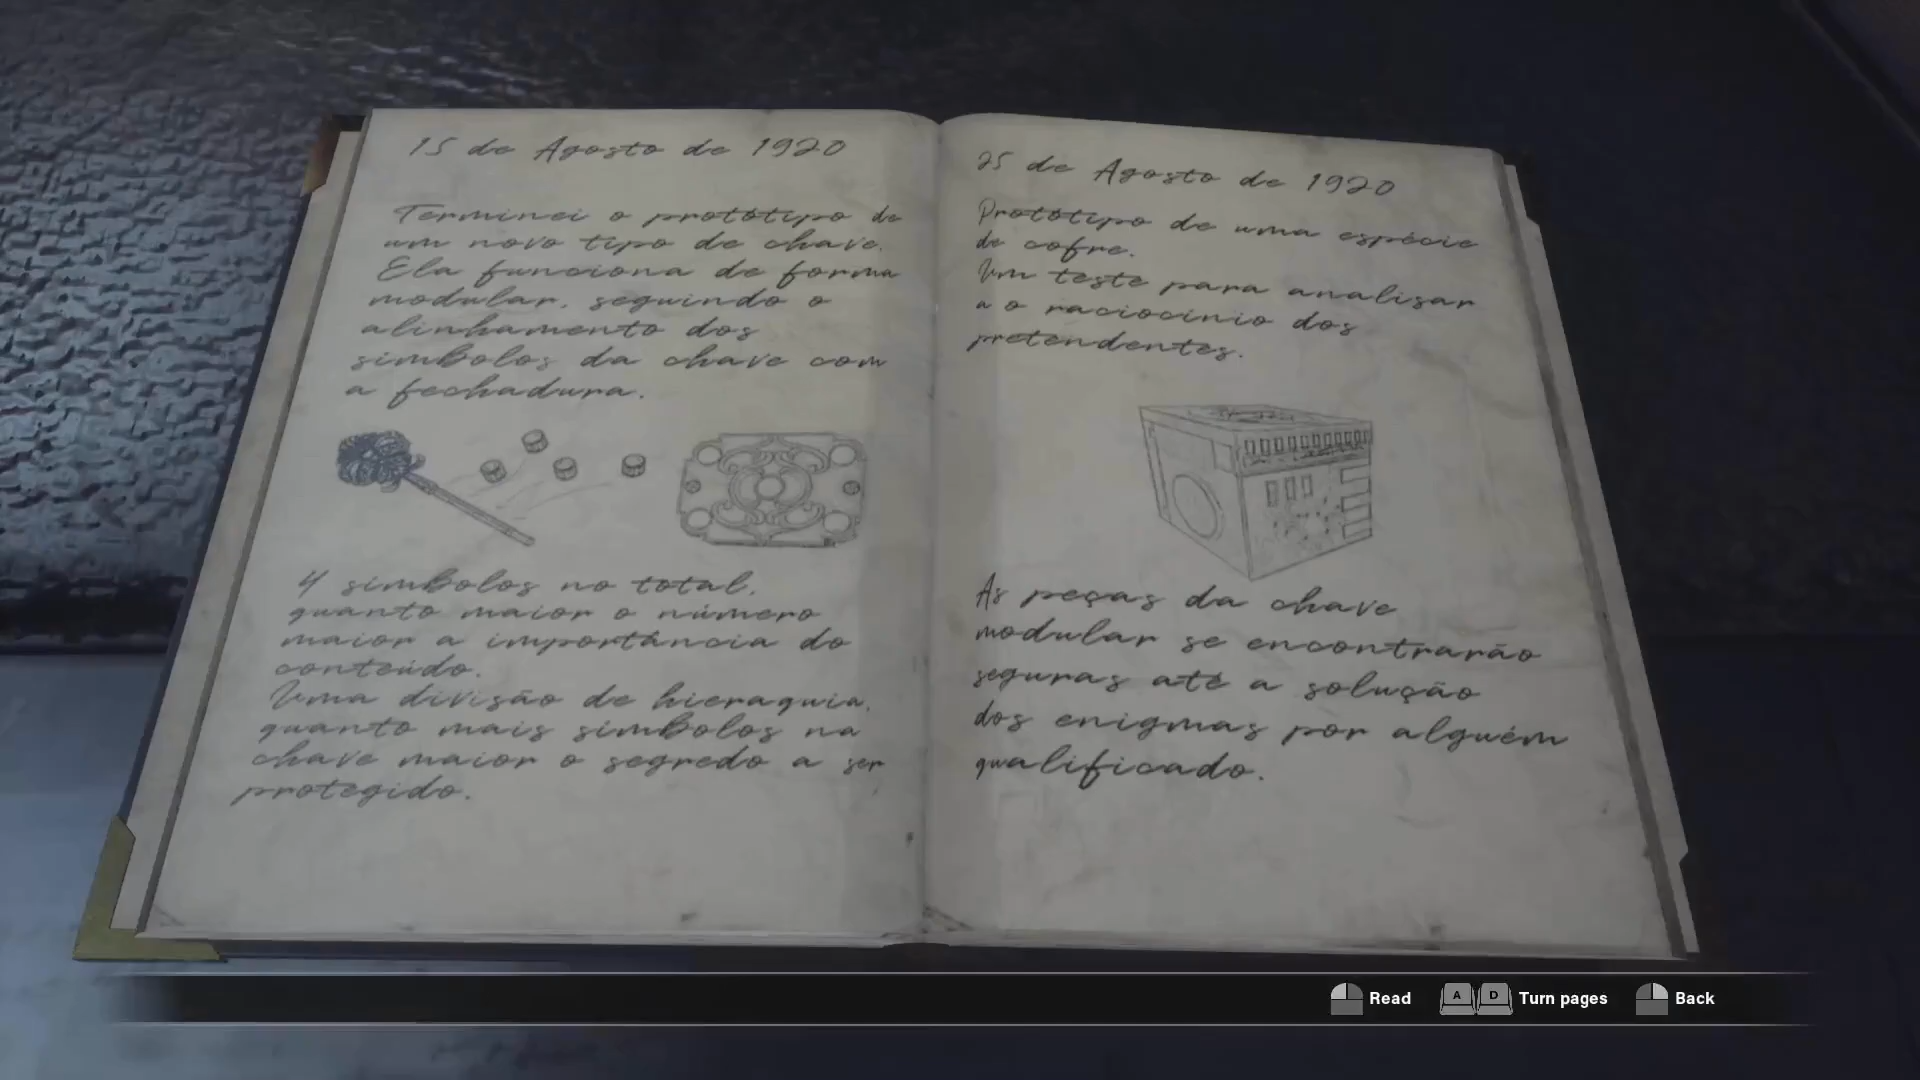 15 de Agosto de 1920
Terminei o protótipo de
um novo tipo de chave.
Ela funciona de forma
modular, seguindo o
alinhamento dos
simbolos da chave com
a fechadura.
4 simbolos no total,
quanto maior o número
maior a importância do
conteúdo.
Uma divisão de hieraquia,
quanto mais simbolos na
chave maior o segredo a ser
protegido.
25 de Agosto de 1920
Protótipo de uma espécie
de cofre.
Um teste para analisar
a o raciocínio dos
pretendentes.
As peças da chave
modular se encontrarão
seguras até a solução
dos enigmas por alguém
qualificado.
Read A D Turn pages Back